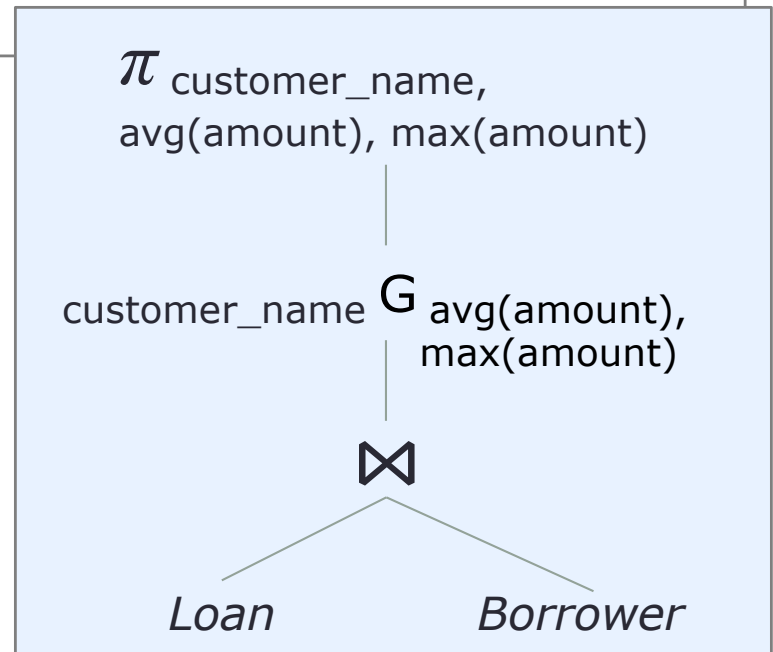 π customer_name,
avg(amount), max(amount)
customer_name G avg(amount),
max(amount)
⋈
Loan Borrower